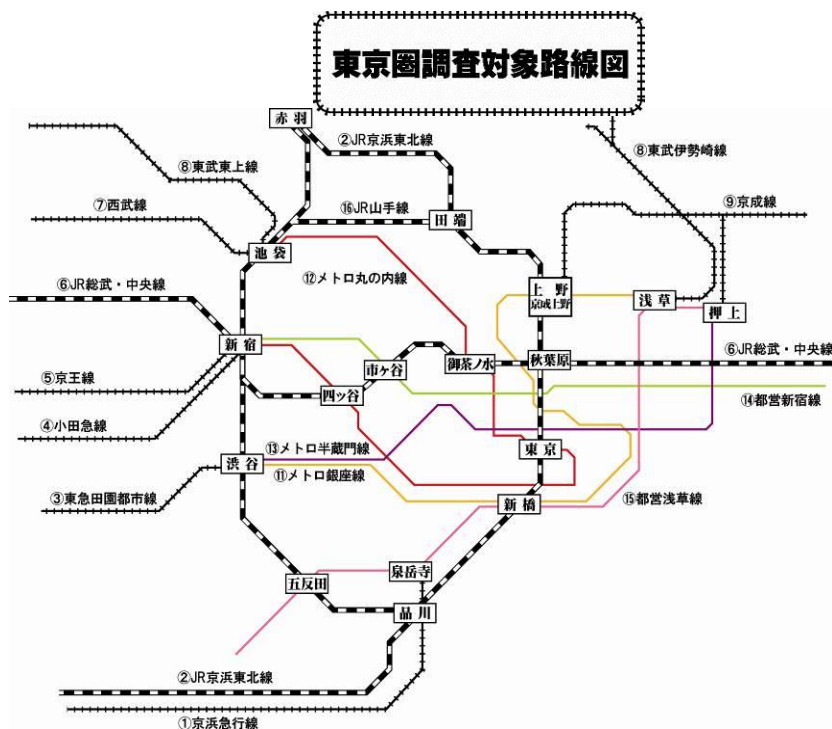 東京圏調査対象路線図
赤羽
②JR京浜東北線
⑧東武伊勢崎線
⑧東武東上線
⑨京成線
⑦西武線
⑯JR山手線
田端
池袋
⑫メトロ丸の内線
⑥JR総武・中央線
上野
京成上野
浅草
押上
新宿
市ヶ谷
御茶ノ水
秋葉原
⑥JR総武・中央線
⑤京王線
四ッ谷
⑭都営新宿線
④小田急線
⑬メトロ半蔵門線
東京
渋谷
⑪メトロ銀座線
③東急田園都市線
新橋
⑮都営浅草線
泉岳寺
五反田
品川
②JR京浜東北線
①京浜急行線